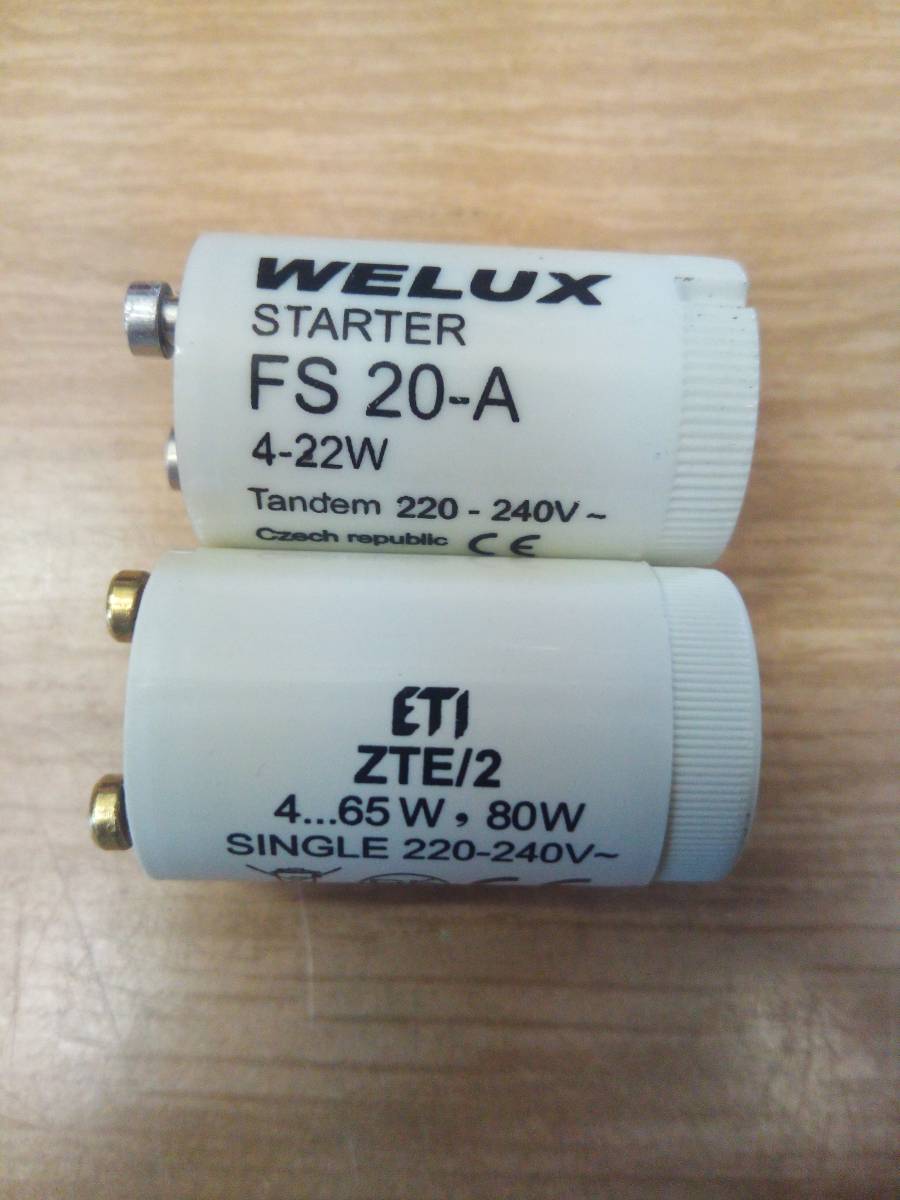 WELUX
STARTER
FS 20-A
4-22W
Tandem 220 - 240V ~
Czech republic CE
ETI
ZTE/2
4...65 W, 80W
SINGLE 220-240V~